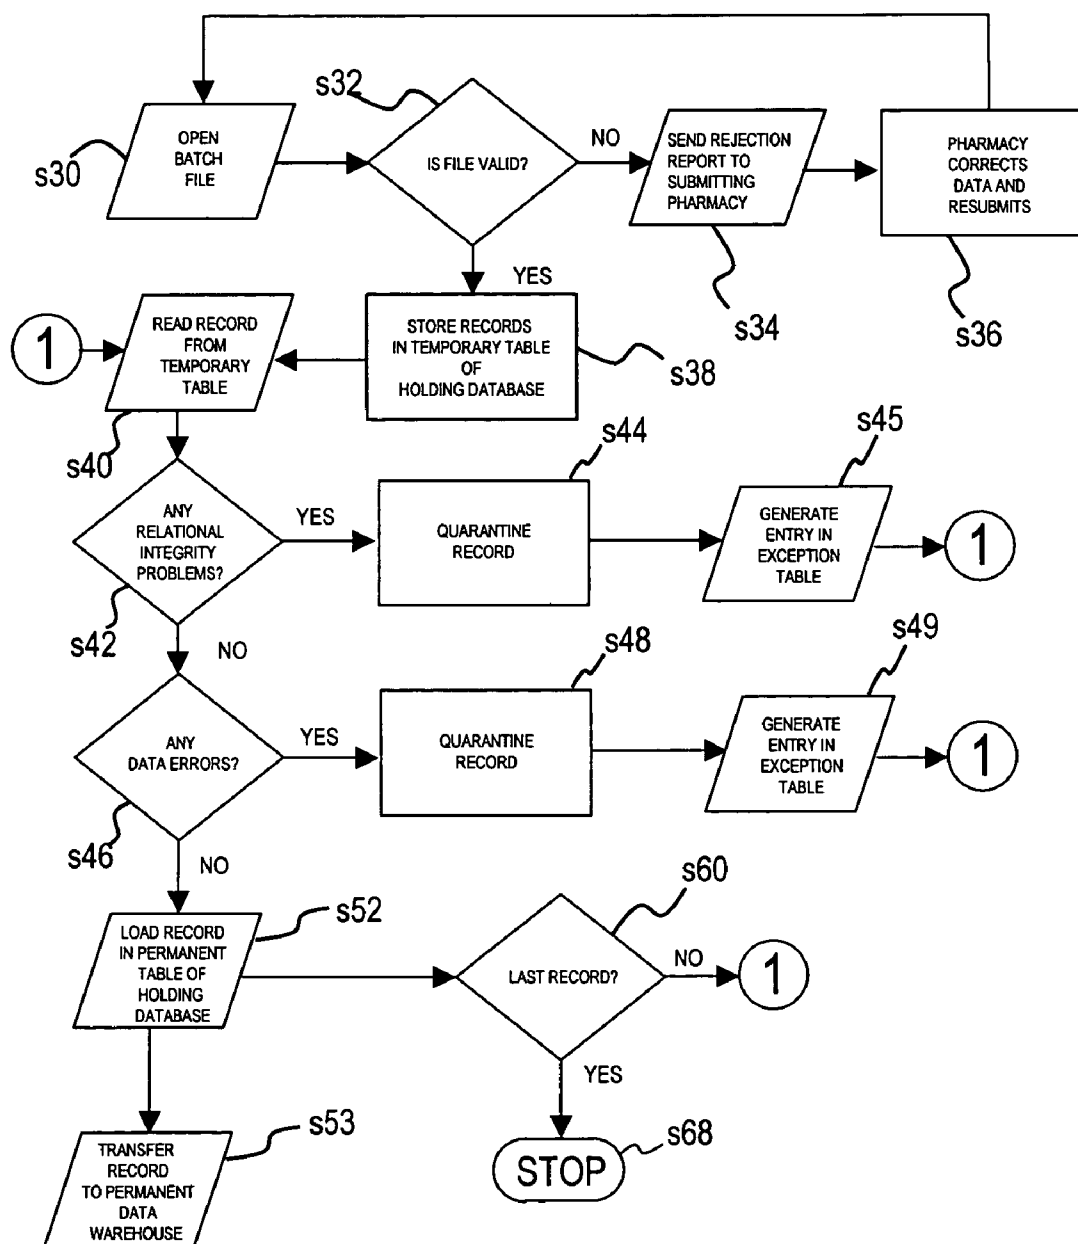 s32
OPEN
BATCH
FILE
s30
IS FILE VALID?
NO
SEND REJECTION
REPORT TO
SUBMITTING
PHARMACY
PHARMACY
CORRECTS
DATA AND
RESUBMITS
YES
s34
s36
1
READ RECORD
FROM
TEMPORARY
TABLE
STORE RECORDS
IN TEMPORARY TABLE
OF
HOLDING DATABASE
s38
s40
s44
s45
ANY
RELATIONAL
INTEGRITY
PROBLEMS?
YES
QUARANTINE
RECORD
GENERATE
ENTRY IN
EXCEPTION
TABLE
1
s42
NO
s48
s49
ANY
DATA ERRORS?
YES
QUARANTINE
RECORD
GENERATE
ENTRY IN
EXCEPTION
TABLE
1
s46
NO
s52
s60
LOAD RECORD
IN PERMANENT
TABLE OF
HOLDING
DATABASE
LAST RECORD?
NO
1
YES
s53
s68
TRANSFER
RECORD
TO PERMANENT
DATA
WAREHOUSE
STOP